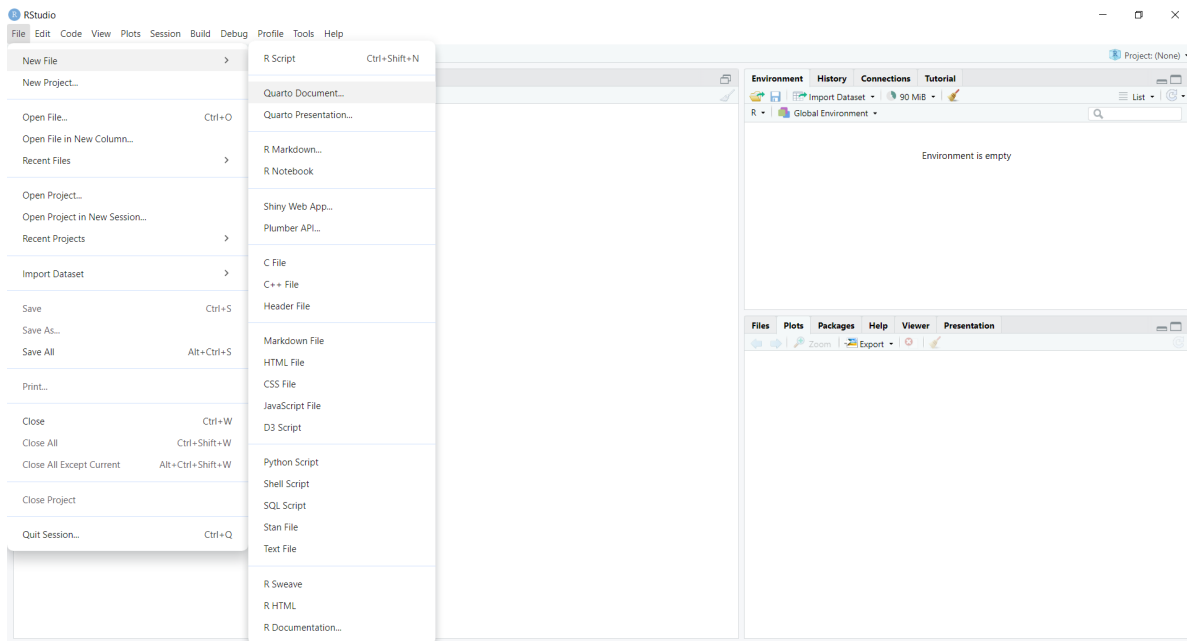 RStudio
File Edit Code View Plots Session Build Debug Profile Tools Help
Project: (None)
New File
New Project...
Open File... Ctrl+O
Open File in New Column...
Recent Files
Open Project...
Open Project in New Session...
Recent Projects
Import Dataset
Save Ctrl+S
Save As...
Save All Alt+Ctrl+S
Print...
Close Ctrl+W
Close All Ctrl+Shift+W
Close All Except Current Alt+Ctrl+Shift+W
Close Project
Quit Session... Ctrl+Q
R Script Ctrl+Shift+N
Quarto Document...
Quarto Presentation...
R Markdown...
R Notebook
Shiny Web App...
Plumber API...
C File
C++ File
Header File
Markdown File
HTML File
CSS File
JavaScript File
D3 Script
Python Script
Shell Script
SQL Script
Stan File
Text File
R Sweave
R HTML
R Documentation...
Environment History Connections Tutorial
Import Dataset 90 MiB List
R Global Environment
Environment is empty
Files Plots Packages Help Viewer Presentation
Zoom Export